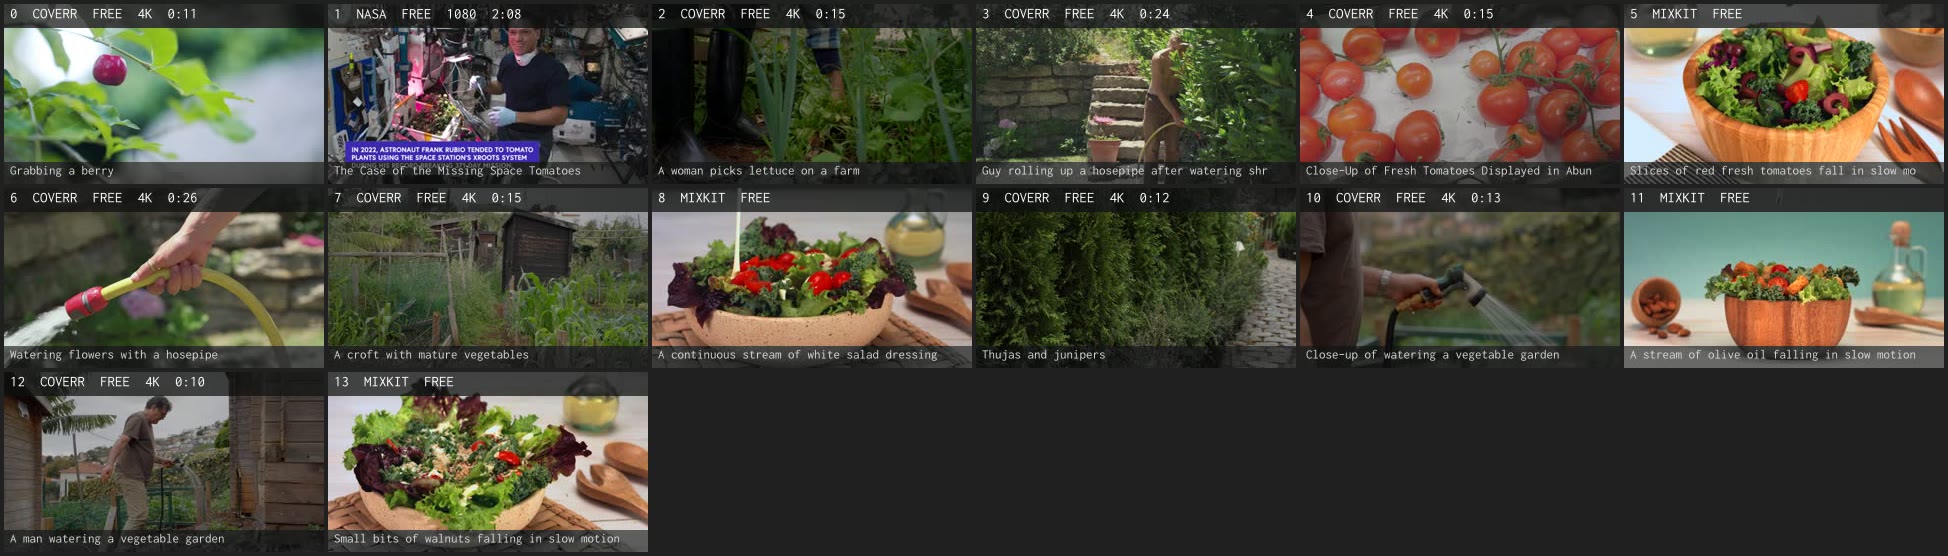 0 COVERR FREE 4K 0:11
Grabbing a berry
1 NASA FREE 1080 2:08
IN 2022, ASTRONAUT FRANK RUBIO TENDED TO TOMATO
PLANTS USING THE SPACE STATION'S XROOTS SYSTEM
DURING HIS RECORD-BREAKING 371-DAY MISSION.
The Case of the Missing Space Tomatoes
2 COVERR FREE 4K 0:15
A woman picks lettuce on a farm
3 COVERR FREE 4K 0:24
Guy rolling up a hosepipe after watering shr
4 COVERR FREE 4K 0:15
Close-Up of Fresh Tomatoes Displayed in Abun
5 MIXKIT FREE
Slices of red fresh tomatoes fall in slow mo
6 COVERR FREE 4K 0:26
Watering flowers with a hosepipe
7 COVERR FREE 4K 0:15
A croft with mature vegetables
8 MIXKIT FREE
A continuous stream of white salad dressing
9 COVERR FREE 4K 0:12
Thujas and junipers
10 COVERR FREE 4K 0:13
Close-up of watering a vegetable garden
11 MIXKIT FREE
A stream of olive oil falling in slow motion
12 COVERR FREE 4K 0:10
A man watering a vegetable garden
13 MIXKIT FREE
Small bits of walnuts falling in slow motion